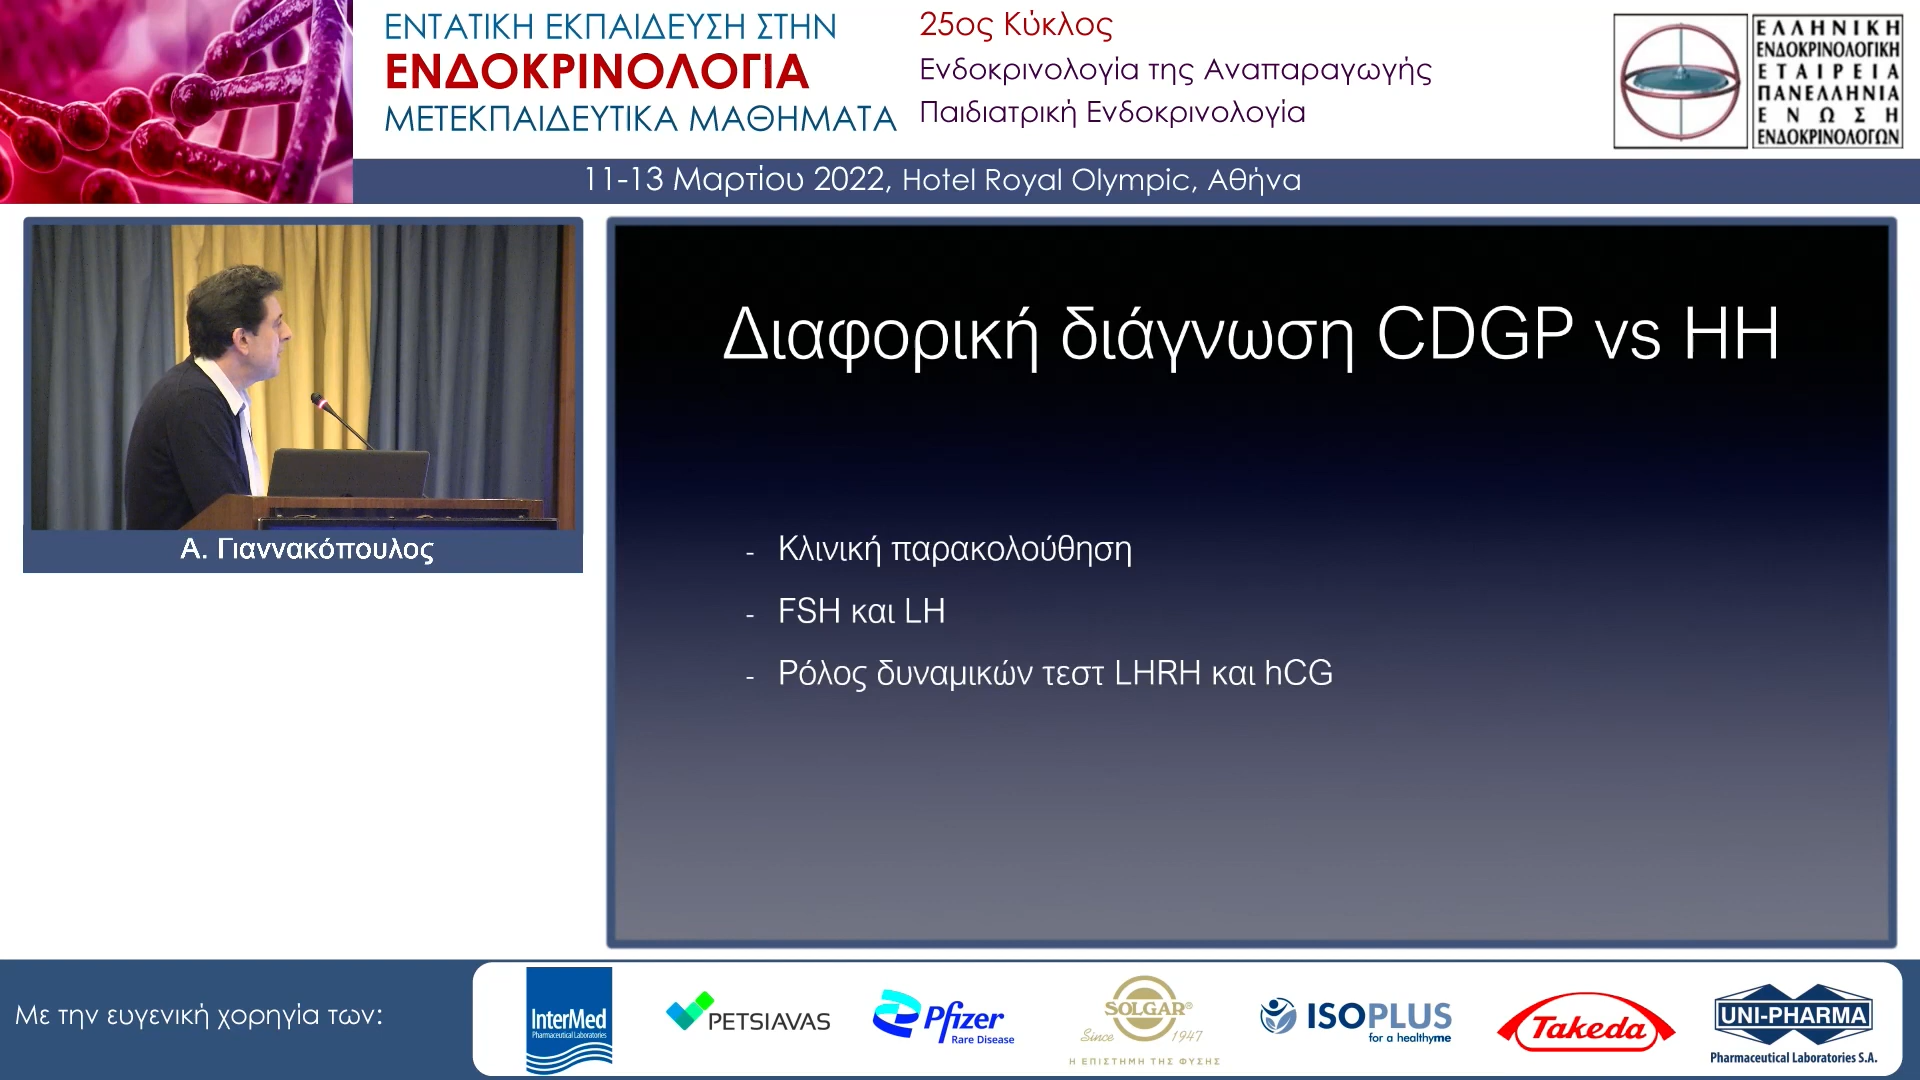 ΕΝΤΑΤΙΚΗ ΕΚΠΑΙΔΕΥΣΗ ΣΤΗΝ
ΕΝΔΟΚΡΙΝΟΛΟΓΙΑ
ΜΕΤΕΚΠΑΙΔΕΥΤΙΚΑ ΜΑΘΗΜΑΤΑ
25ος Κύκλος
Ενδοκρινολογία της Αναπαραγωγής
Παιδιατρική Ενδοκρινολογία
ΕΛΛΗΝΙΚΗ
ΕΝΔΟΚΡΙΝΟΛΟΓΙΚΗ
ΕΤΑΙΡΕΙΑ
ΠΑΝΕΛΛΗΝΙΑ
ΕΝΩΣΗ
ΕΝΔΟΚΡΙΝΟΛΟΓΩΝ
11-13 Μαρτίου 2022, Hotel Royal Olympic, Αθήνα
Α. Γιαννακόπουλος
Διαφορική διάγνωση CDGP vs HH
- Κλινική παρακολούθηση
- FSH και LH
- Ρόλος δυναμικών τεστ LHRH και hCG
Με την ευγενική χορηγία των:
InterMed
Pharmaceutical Laboratories
PETSIAVAS
Pfizer
Rare Disease
SOLGAR®
Since 1947
Η ΕΠΙΣΤΗΜΗ ΤΗΣ ΦΥΣΗΣ
ISOPLUS
for a healthyme
Takeda
UNI-PHARMA
Pharmaceutical Laboratories S.A.